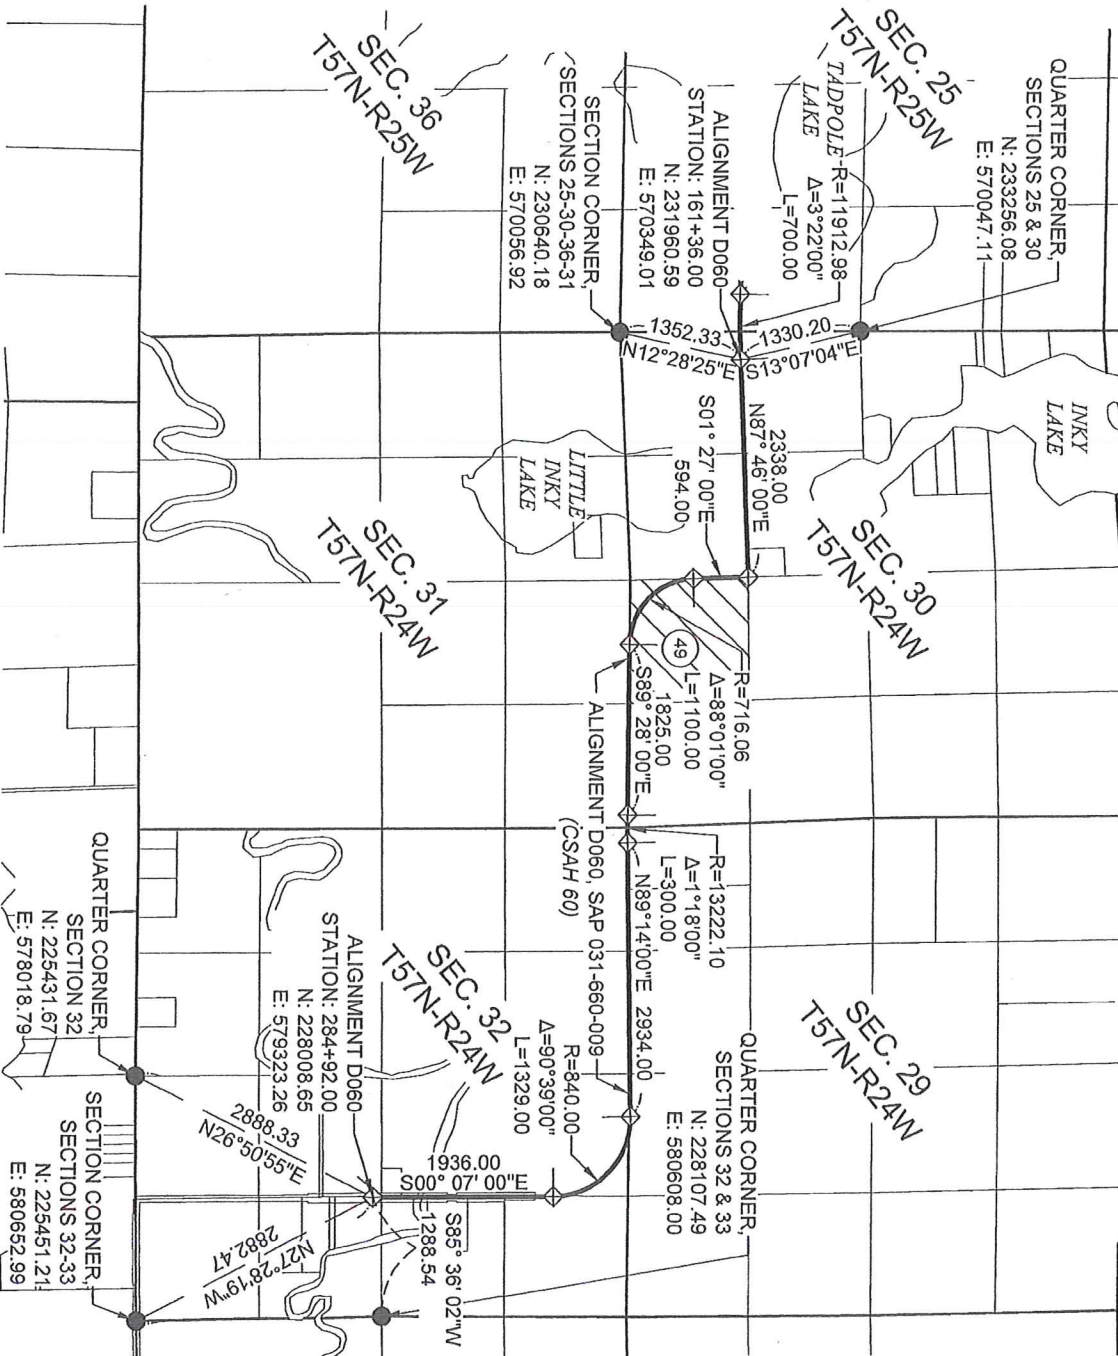 SEC. 25
T57N-R25W
QUARTER CORNER,
SECTIONS 25 & 30
N: 233256.08
E: 570047.11
TADPOLE
LAKE
R=11912.98
Δ=3°22'00"
L=700.00
ALIGNMENT D060
STATION: 161+36.00
N: 231960.59
E: 570349.01
SECTION CORNER,
SECTIONS 25-30-36-31
N: 230640.18
E: 570056.92
SEC. 36
T57N-R25W
1352.33
N12°28'25"E
1330.20
S13°07'04"E
INKY
LAKE
2338.00
N87° 46' 00"E
S01° 27' 00"E
594.00
LITTLE
INKY
LAKE
SEC. 30
T57N-R24W
SEC. 31
T57N-R24W
49
R=716.06
Δ=88°01'00"
L=1100.00
1825.00
S89° 28' 00"E
ALIGNMENT D060, SAP 031-660-009
(CSAH 60)
R=13222.10
Δ=1°18'00"
L=300.00
N89°14'00"E 2934.00
SEC. 29
T57N-R24W
SEC. 32
T57N-R24W
R=840.00
Δ=90°39'00"
L=1329.00
QUARTER CORNER,
SECTIONS 32 & 33
N: 228107.49
E: 580608.00
ALIGNMENT D060
STATION: 284+92.00
N: 228008.65
E: 579323.26
1936.00
S00° 07' 00"E
S85° 36' 02"W
1288.54
QUARTER CORNER,
SECTION 32
N: 225431.67
E: 578018.79
2888.33
N26°50'55"E
N27°28'19"W
2882.47
SECTION CORNER,
SECTIONS 32-33
N: 225451.21
E: 580652.99